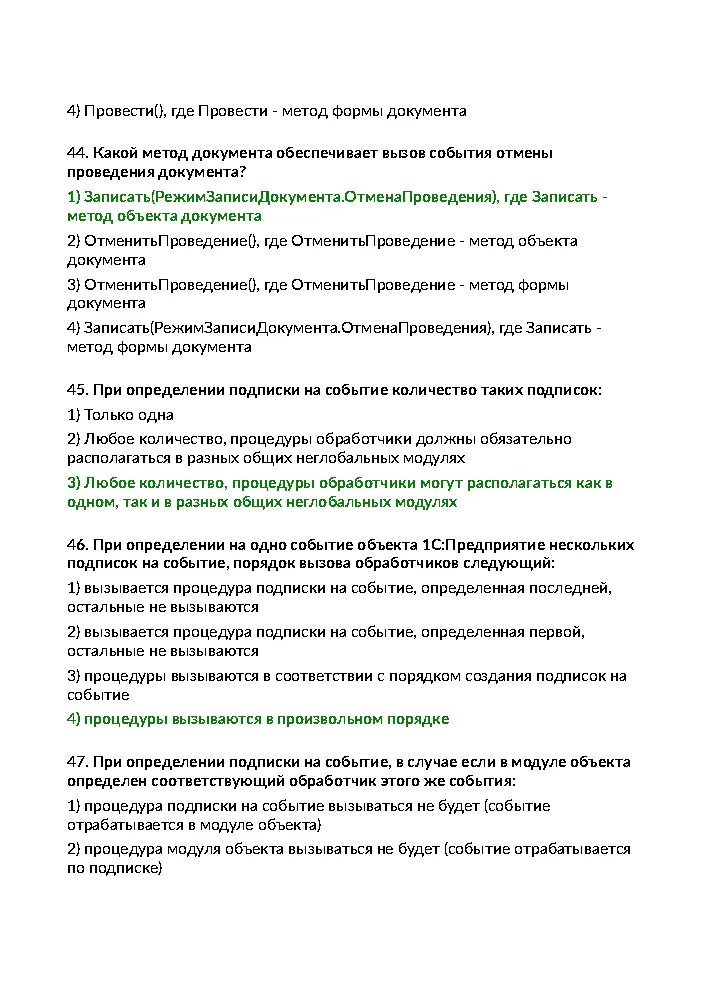 4) Провести(), где Провести - метод формы документа
44. Какой метод документа обеспечивает вызов события отмены
проведения документа?
1) Записать(РежимЗаписиДокумента.ОтменаПроведения), где Записать -
метод объекта документа
2) ОтменитьПроведение(), где ОтменитьПроведение - метод объекта
документа
3) ОтменитьПроведение(), где ОтменитьПроведение - метод формы
документа
4) Записать(РежимЗаписиДокумента.ОтменаПроведения), где Записать -
метод формы документа
45. При определении подписки на событие количество таких подписок:
1) Только одна
2) Любое количество, процедуры обработчики должны обязательно
располагаться в разных общих неглобальных модулях
3) Любое количество, процедуры обработчики могут располагаться как в
одном, так и в разных общих неглобальных модулях
46. При определении на одно событие объекта 1С:Предприятие нескольких
подписок на событие, порядок вызова обработчиков следующий:
1) вызывается процедура подписки на событие, определенная последней,
остальные не вызываются
2) вызывается процедура подписки на событие, определенная первой,
остальные не вызываются
3) процедуры вызываются в соответствии с порядком создания подписок на
событие
4) процедуры вызываются в произвольном порядке
47. При определении подписки на событие, в случае если в модуле объекта
определен соответствующий обработчик этого же события:
1) процедура подписки на событие вызываться не будет (событие
отрабатывается в модуле объекта)
2) процедура модуля объекта вызываться не будет (событие отрабатывается
по подписке)